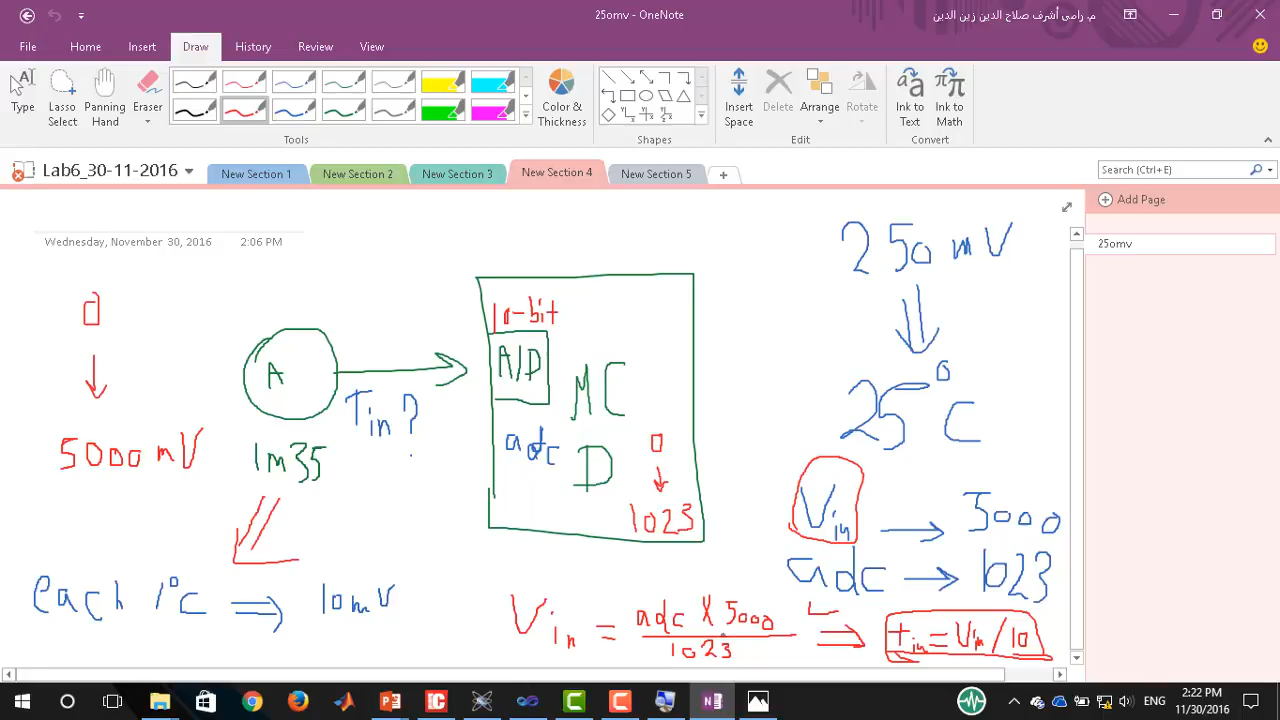 25omv - OneNote
م. رامى أشرف صلاح الدين زين الدين
File Home Insert Draw History Review View
Type
Lasso Select
Panning Hand
Eraser
Color & Thickness
Insert Space
Delete
Arrange
Rotate
Ink to Text
Ink to Math
Tools
Shapes
Edit
Convert
Lab6_30-11-2016
New Section 1
New Section 2
New Section 3
New Section 4
New Section 5
Search (Ctrl+E)
Add Page
25omv
Wednesday, November 30, 2016 2:06 PM
0
5000 mV
A
lm35
Tin ?
10-bit
A/D
MC
adc
D
0
1023
250 mV
25° C
Vin → 5000
adc → 1023
each 1°C ⇒ 10mV
Vin = adc X 5000
1023
⇒ tin = Vin / 10
ENG
2:22 PM
11/30/2016